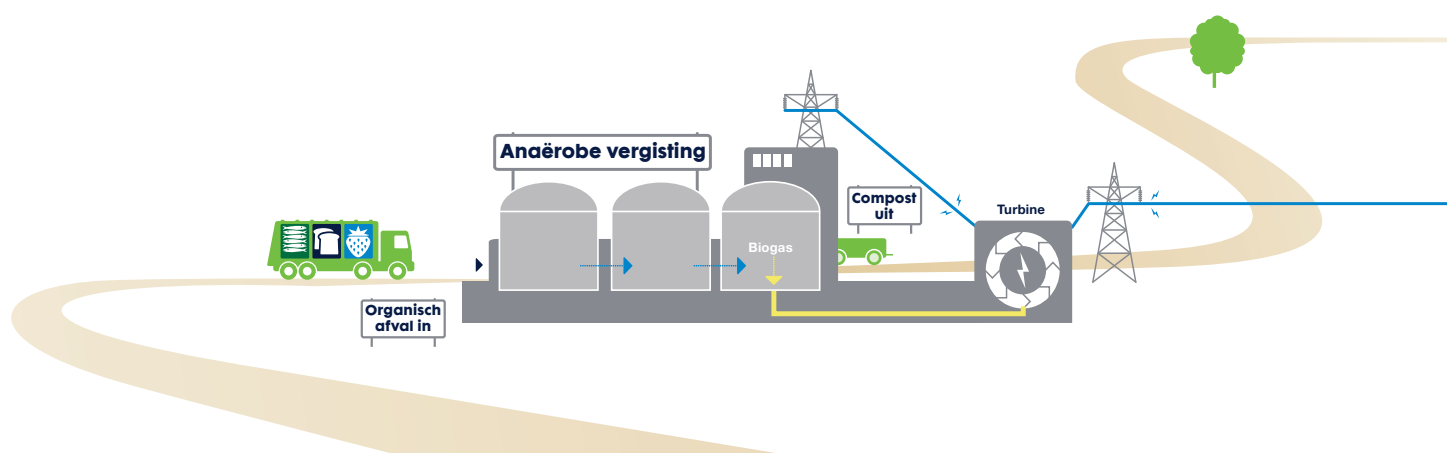 Anaërobe vergisting
Compost
uit
Turbine
Biogas
Organisch
afval in